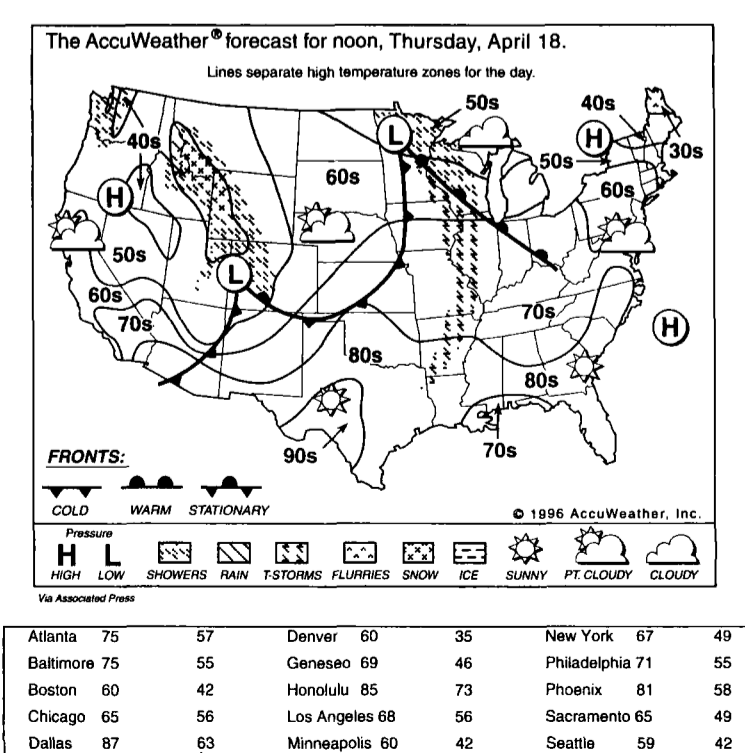 The AccuWeather® forecast for noon, Thursday, April 18.
Lines separate high temperature zones for the day.
50s
40s
L
H
40s
50s
30s
60s
60s
H
50s
L
60s
70s
70s
H
80s
80s
90s
70s
FRONTS:
COLD WARM STATIONARY
© 1996 AccuWeather, Inc.
Pressure
H L
HIGH LOW SHOWERS RAIN T-STORMS FLURRIES SNOW ICE SUNNY PT. CLOUDY CLOUDY
Via Associated Press
Atlanta 75 57 Denver 60 35 New York 67 49
Baltimore 75 55 Geneseo 69 46 Philadelphia 71 55
Boston 60 42 Honolulu 85 73 Phoenix 81 58
Chicago 65 56 Los Angeles 68 56 Sacramento 65 49
Dallas 87 63 Minneapolis 60 42 Seattle 59 42